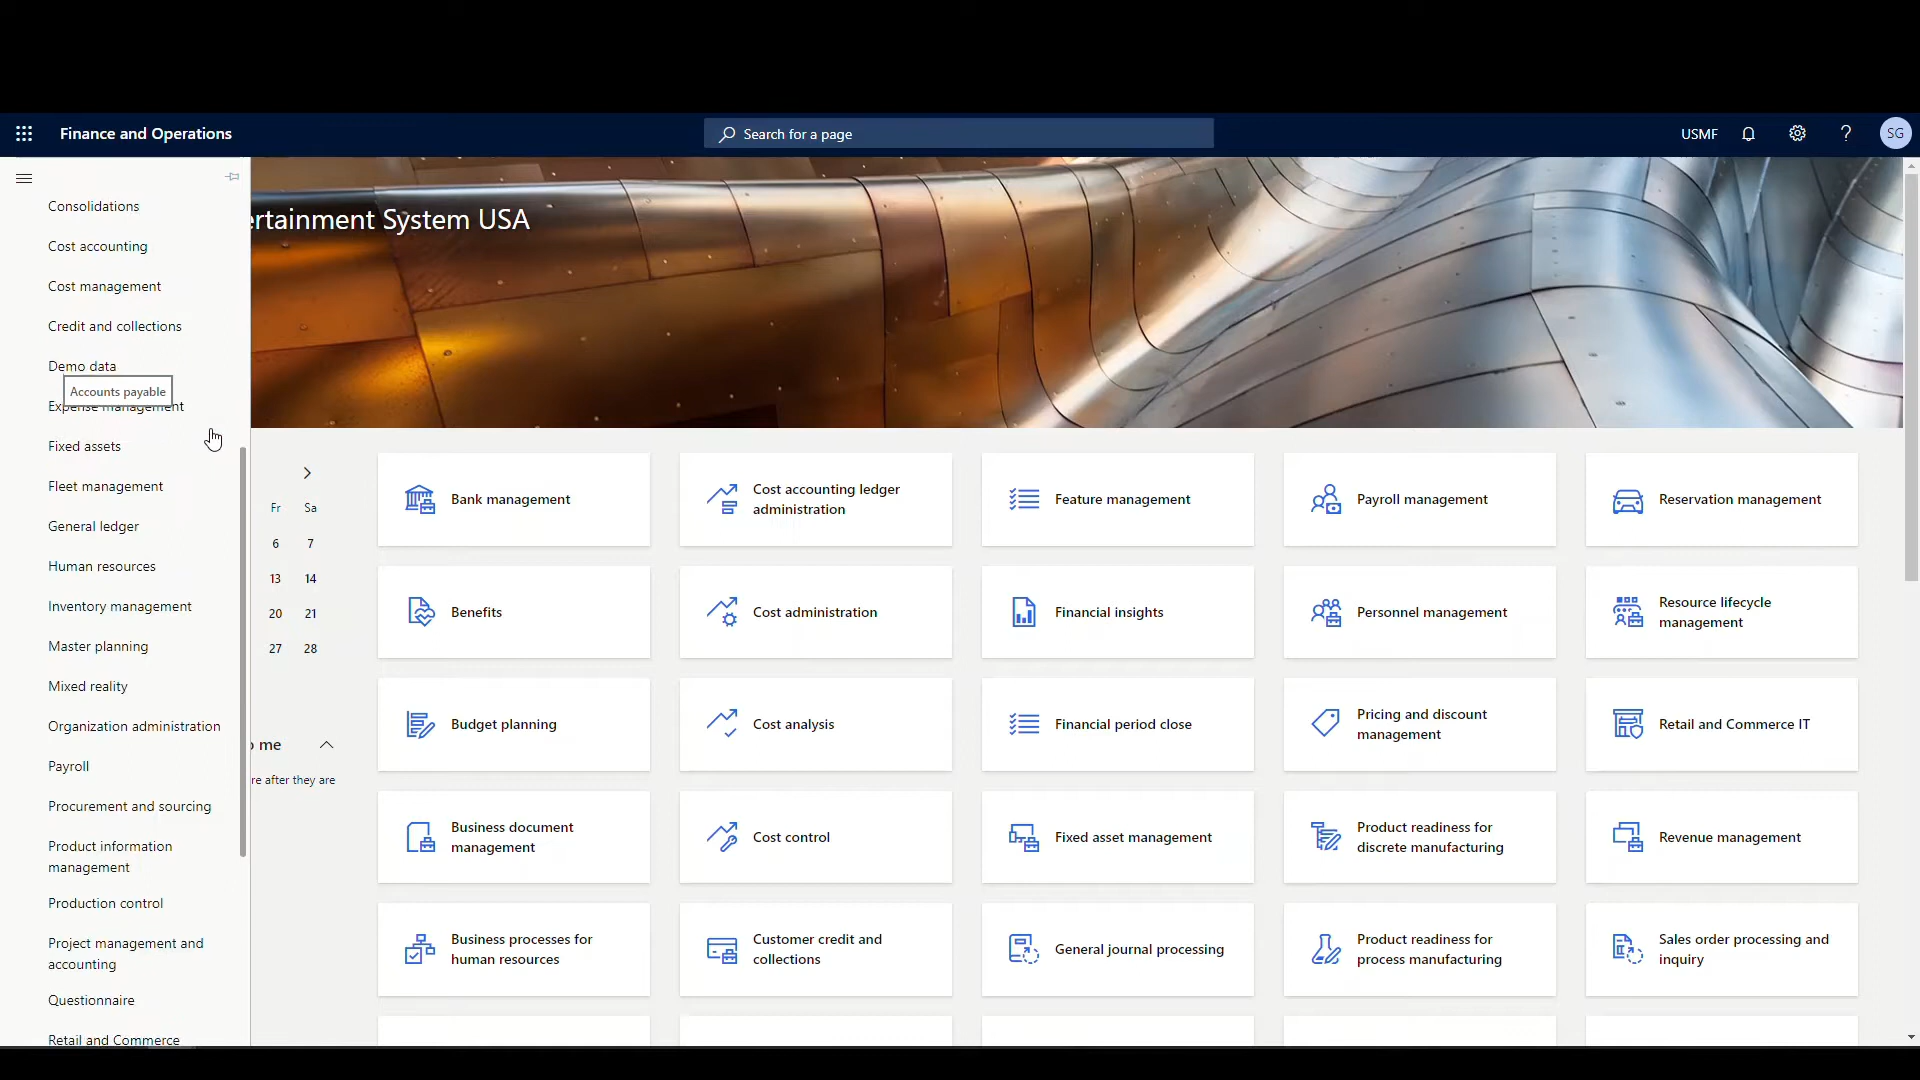 Finance and Operations
Search for a page
USMF
?
SG
ertainment System USA
Consolidations
Cost accounting
Cost management
Credit and collections
Demo data
Accounts payable
Expense management
Fixed assets
Fleet management
General ledger
Human resources
Inventory management
Master planning
Mixed reality
Organization administration
Payroll
Procurement and sourcing
Product information
management
Production control
Project management and
accounting
Questionnaire
Retail and Commerce
Fr Sa
6 7
13 14
20 21
27 28
o me
re after they are
Bank management
Cost accounting ledger
administration
Feature management
Payroll management
Reservation management
Benefits
Cost administration
Financial insights
Personnel management
Resource lifecycle
management
Budget planning
Cost analysis
Financial period close
Pricing and discount
management
Retail and Commerce IT
Business document
management
Cost control
Fixed asset management
Product readiness for
discrete manufacturing
Revenue management
Business processes for
human resources
Customer credit and
collections
General journal processing
Product readiness for
process manufacturing
Sales order processing and
inquiry